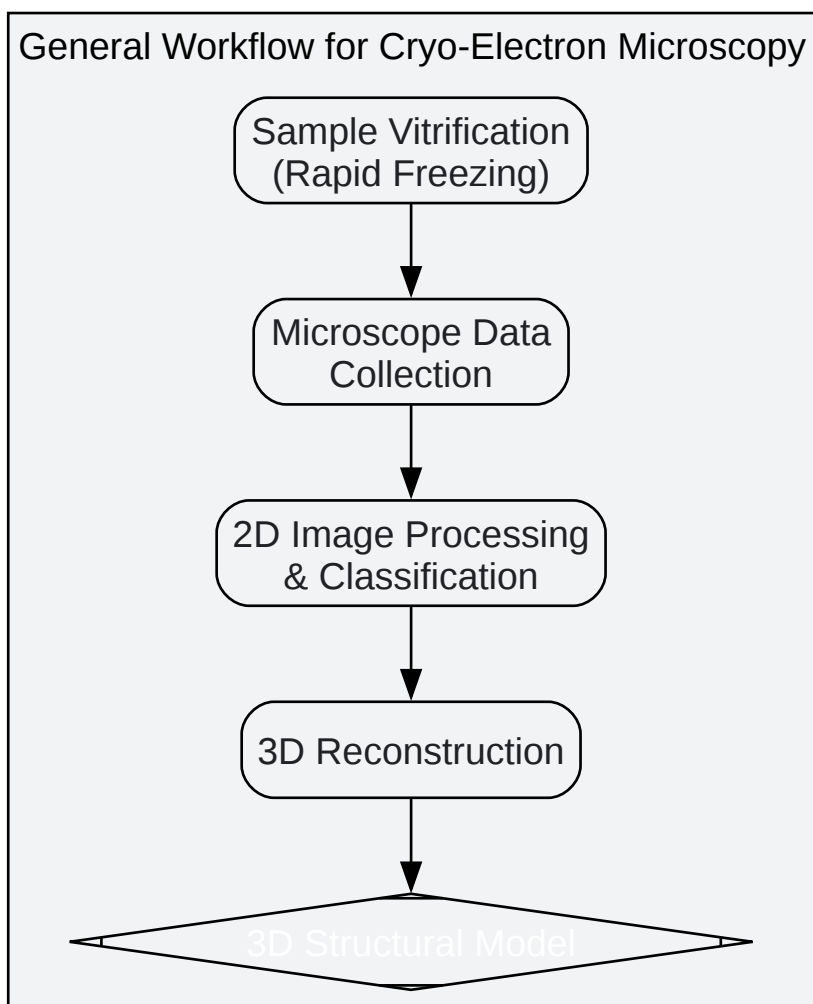 General Workflow for Cryo-Electron Microscopy
Sample Vitrification
(Rapid Freezing)
Microscope Data
Collection
2D Image Processing
& Classification
3D Reconstruction
3D Structural Model